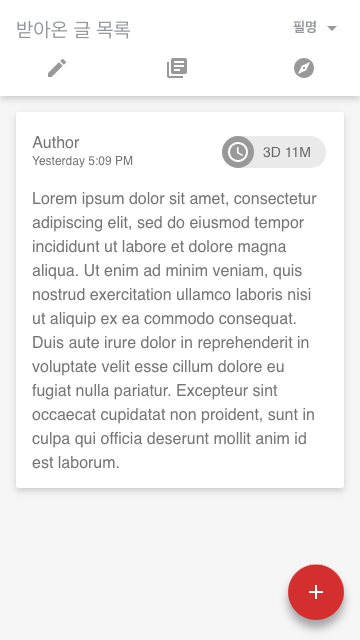 받아온 글 목록
필명
Author
Yesterday 5:09 PM
3D 11M
Lorem ipsum dolor sit amet, consectetur
adipiscing elit, sed do eiusmod tempor
incididunt ut labore et dolore magna
aliqua. Ut enim ad minim veniam, quis
nostrud exercitation ullamco laboris nisi
ut aliquip ex ea commodo consequat.
Duis aute irure dolor in reprehenderit in
voluptate velit esse cillum dolore eu
fugiat nulla pariatur. Excepteur sint
occaecat cupidatat non proident, sunt in
culpa qui officia deserunt mollit anim id
est laborum.